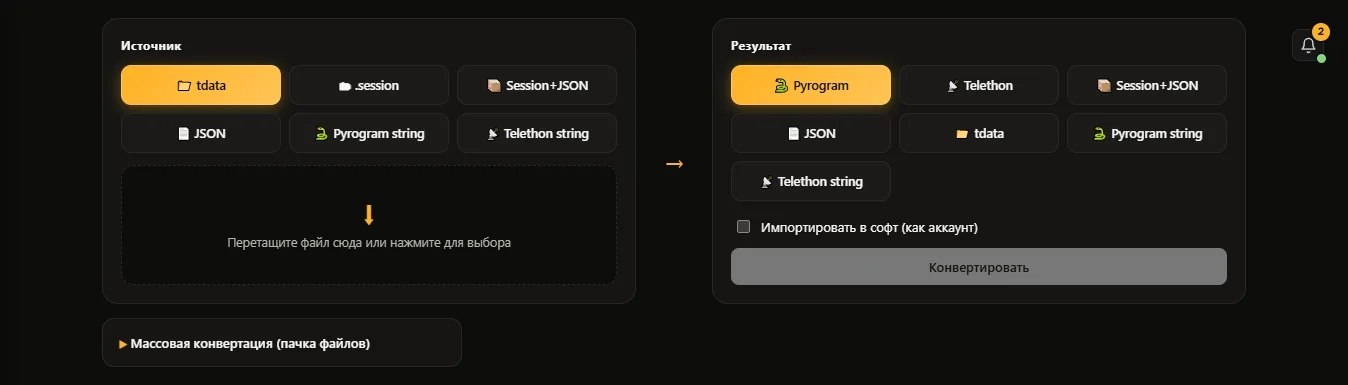 Источник
tdata
.session
Session+JSON
JSON
Pyrogram string
Telethon string
Перетащите файл сюда или нажмите для выбора
→
Результат
Pyrogram
Telethon
Session+JSON
JSON
tdata
Pyrogram string
Telethon string
Импортировать в софт (как аккаунт)
Конвертировать
Массовая конвертация (пачка файлов)
2